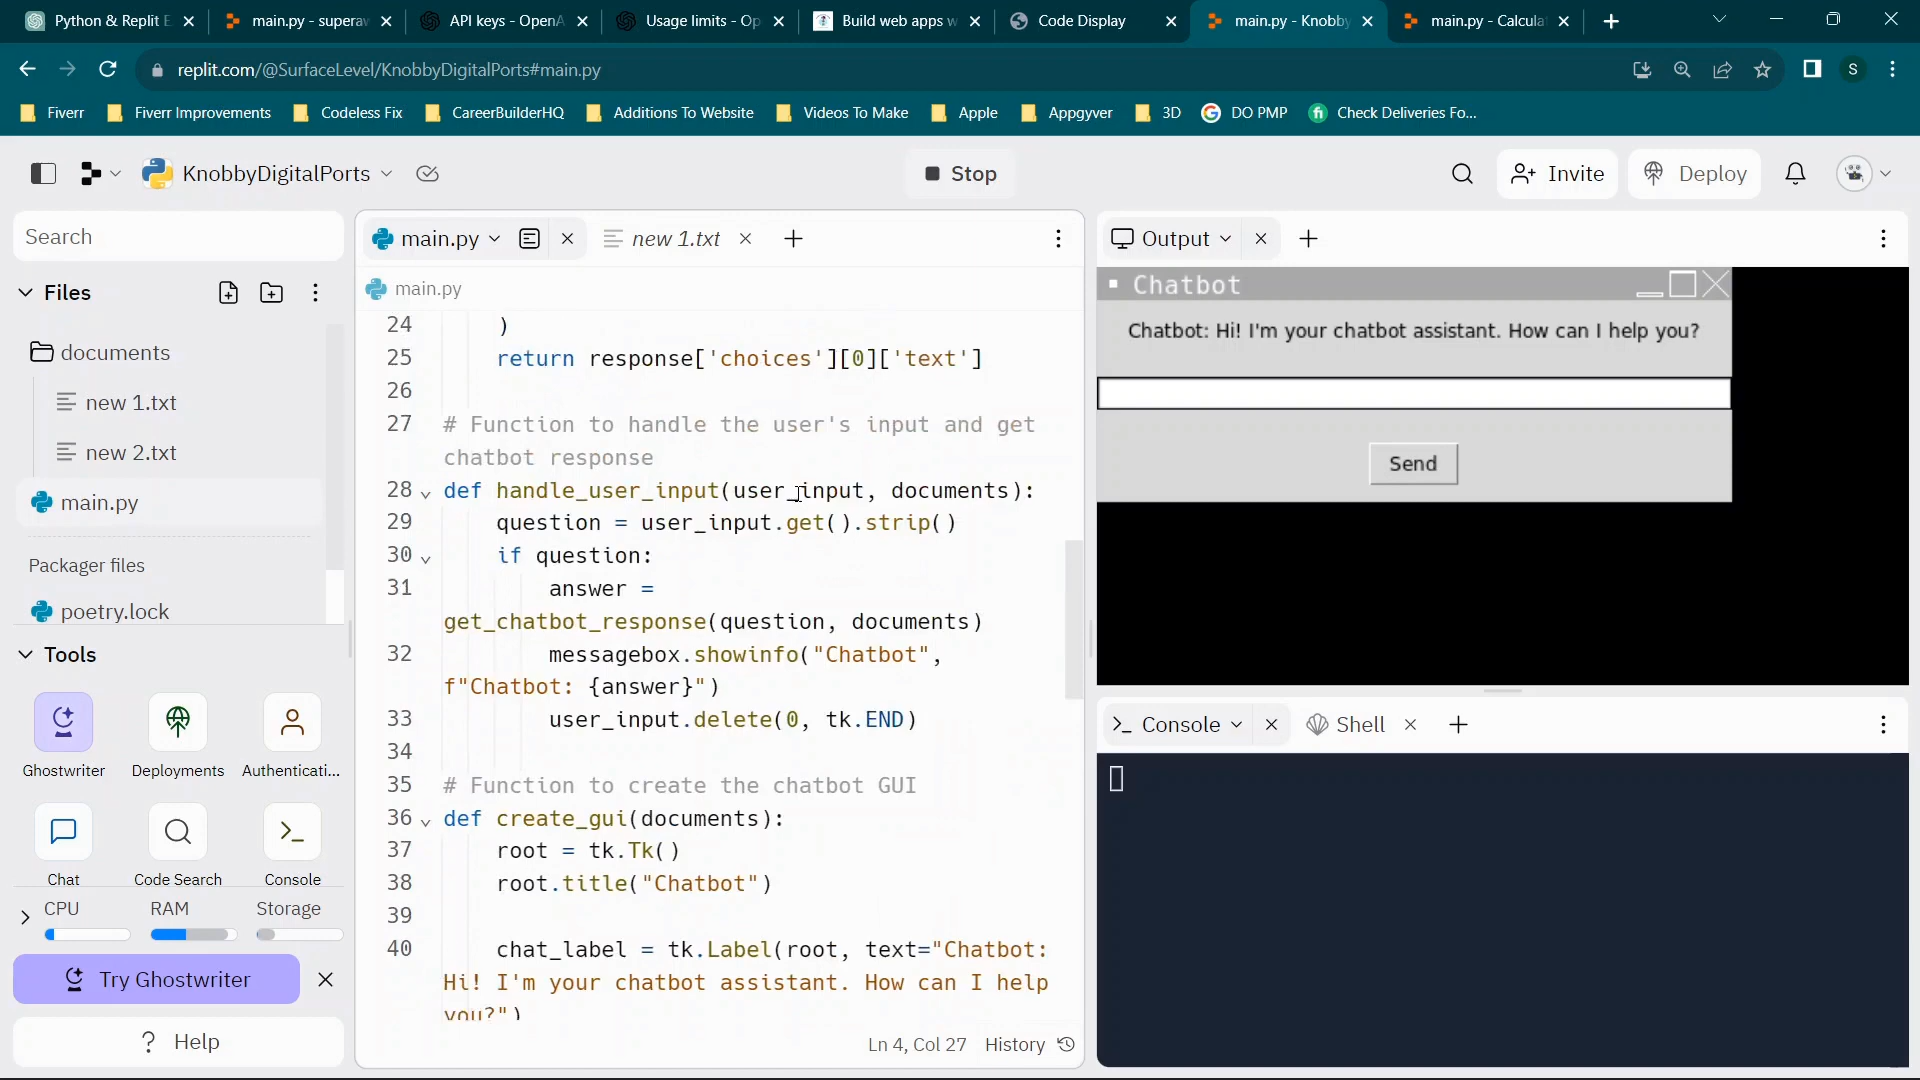 Python & Replit E
main.py - supera
API keys - OpenA
Usage limits - Op
Build web apps w
Code Display
main.py - Knobby
main.py - Calcula
replit.com/@SurfaceLevel/KnobbyDigitalPorts#main.py
S
Fiverr
Fiverr Improvements
Codeless Fix
CareerBuilderHQ
Additions To Website
Videos To Make
Apple
Appgyver
3D
DO PMP
Check Deliveries Fo...
KnobbyDigitalPorts
Stop
Invite
Deploy
Search
Files
documents
new 1.txt
new 2.txt
main.py
Packager files
poetry.lock
Tools
Ghostwriter
Deployments
Authenticati...
Chat
Code Search
Console
CPU
RAM
Storage
Try Ghostwriter
? Help
main.py
new 1.txt
main.py
24 )
25 return response['choices'][0]['text']
26
27 # Function to handle the user's input and get
chatbot response
28 def handle_user_input(user_input, documents):
29 question = user_input.get().strip()
30 if question:
31 answer =
get_chatbot_response(question, documents)
32 messagebox.showinfo("Chatbot",
f"Chatbot: {answer}")
33 user_input.delete(0, tk.END)
34
35 # Function to create the chatbot GUI
36 def create_gui(documents):
37 root = tk.Tk()
38 root.title("Chatbot")
39
40 chat_label = tk.Label(root, text="Chatbot:
Hi! I'm your chatbot assistant. How can I help
you?")
Ln 4, Col 27 History
Output
Chatbot
Chatbot: Hi! I'm your chatbot assistant. How can I help you?
Send
Console
Shell